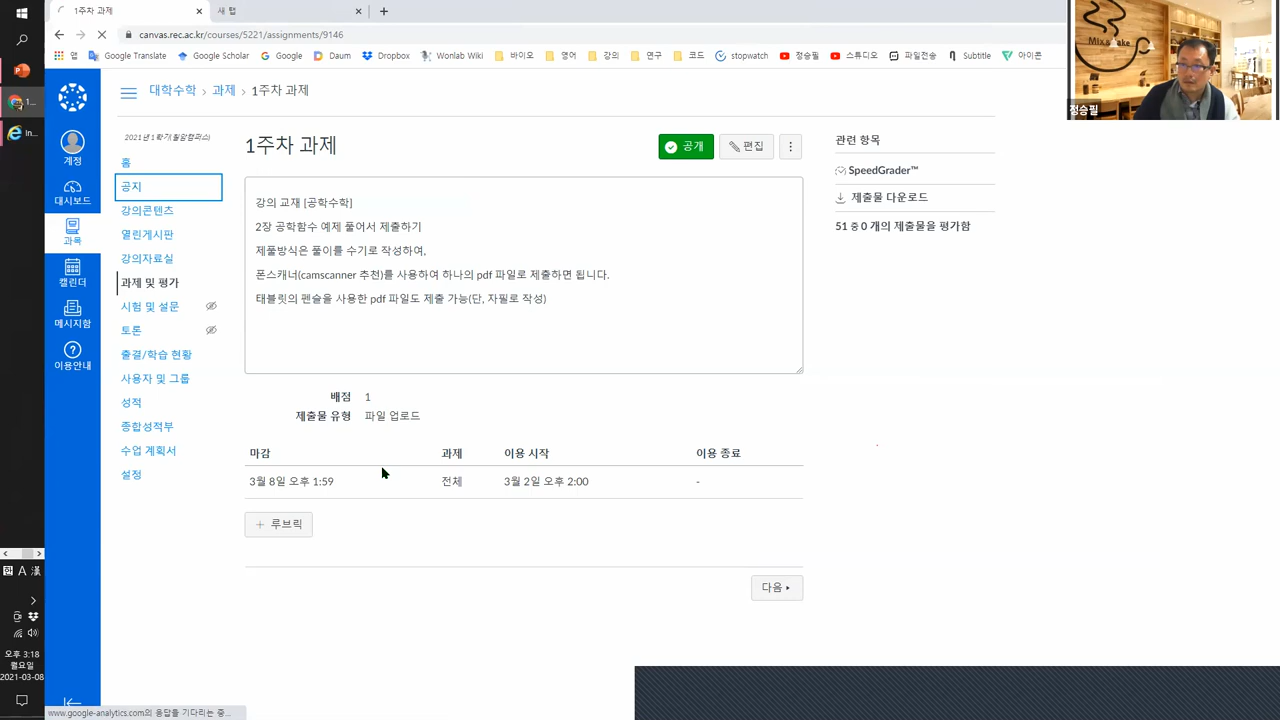 1주차 과제
새 탭
canvas.rec.ac.kr/courses/5221/assignments/9146
앱 Google Translate Google Scholar Google Daum Dropbox Wonlab Wiki 바이오 영어 강의 연구 코드 stopwatch 정승필 스튜디오 파일전송 Subtitle 아이콘
Mix&
정승필
대학수학 › 과제 › 1주차 과제
계정
대시보드
과목
캘린더
메시지함
이용안내
홈
공지
강의콘텐츠
열린게시판
강의자료실
과제 및 평가
시험 및 설문
토론
출결/학습 현황
사용자 및 그룹
성적
종합성적부
수업 계획서
설정
1주차 과제
공개
편집
강의 교재 [공학수학]
2장 공학함수 예제 풀어서 제출하기
제풀방식은 풀이를 수기로 작성하여,
폰스캐너(camscanner 추천)를 사용하여 하나의 pdf 파일로 제출하면 됩니다.
태블릿의 펜슬을 사용한 pdf 파일도 제출 가능(단, 자필로 작성)
배점 1
제출물 유형 파일 업로드
마감 과제 이용 시작 이용 종료
3월 8일 오후 1:59 전체 3월 2일 오후 2:00 -
+ 루브릭
다음 ▸
관련 항목
SpeedGrader™
제출물 다운로드
51 중 0 개의 제출물을 평가함
1...
In...
A 漢
오후 3:18
월요일
2021-03-08
www.google-analytics.com의 응답을 기다리는 중...